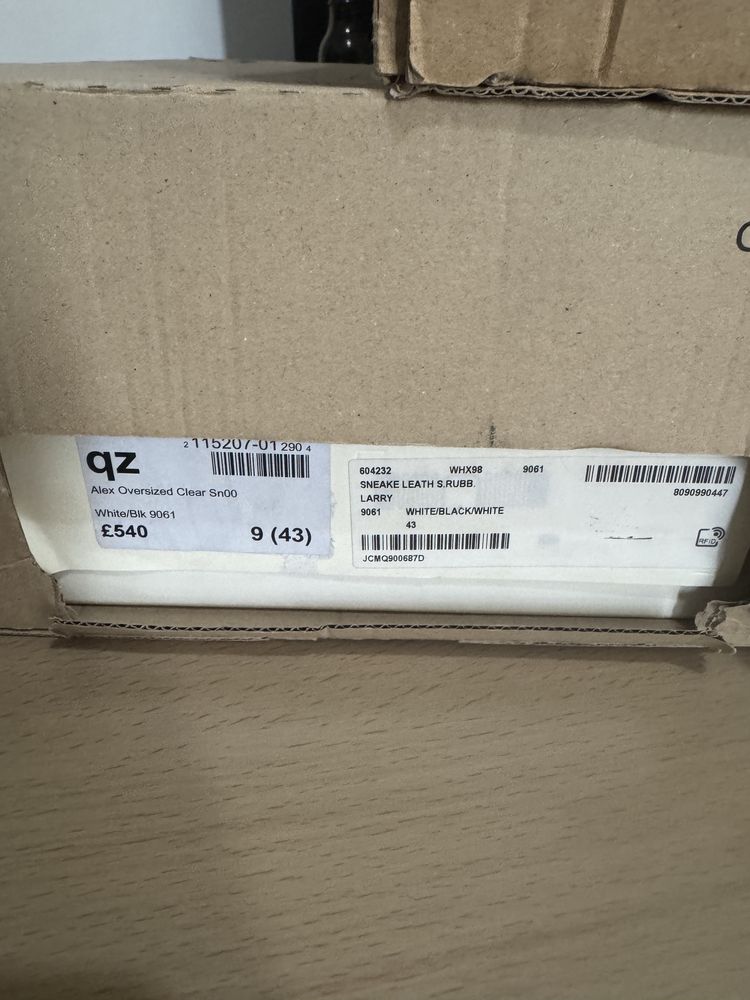 qz
2 115207-01 290 4
Alex Oversized Clear Sn00
White/Blk 9061
£540
9 (43)
604232 WHX98 9061
SNEAKE LEATH S.RUBB.
LARRY
9061 WHITE/BLACK/WHITE
43
JCMQ9006B7D
8090990447
RFID